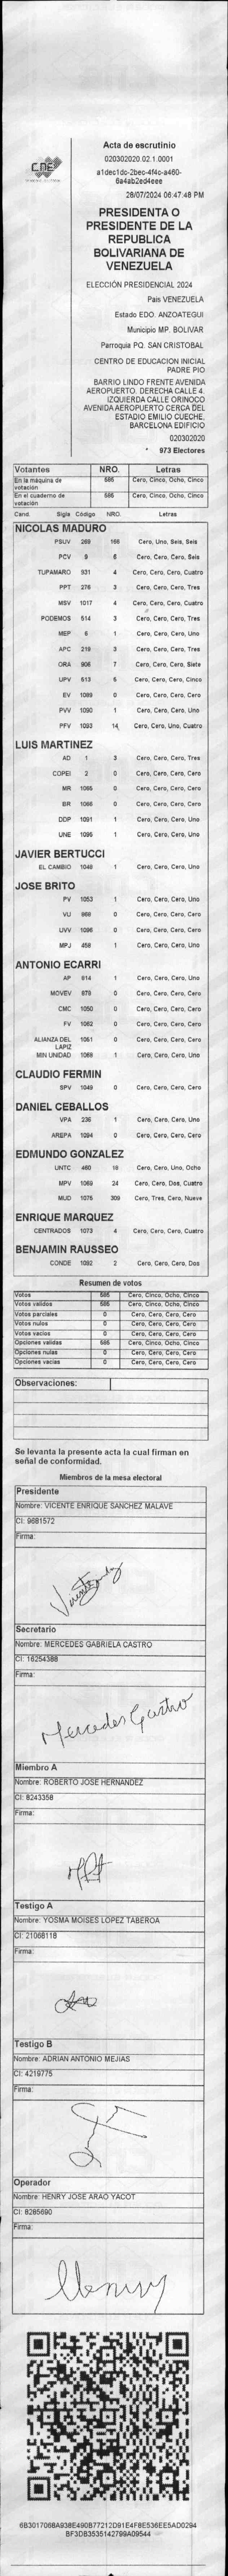 CNE
Acta de escrutinio
020302020.02.1.0001
a1dec1dc-2bec-4f4c-a460-
6a4ab2ed4eee
28/07/2024 06:47:48 PM
PRESIDENTA O
PRESIDENTE DE LA
REPUBLICA
BOLIVARIANA DE
VENEZUELA
ELECCIÓN PRESIDENCIAL 2024
Pais VENEZUELA
Estado EDO. ANZOATEGUI
Municipio MP. BOLIVAR
Parroquia PQ. SAN CRISTOBAL
CENTRO DE EDUCACION INICIAL
PADRE PIO
BARRIO LINDO FRENTE AVENIDA
AEROPUERTO. DERECHA CALLE 4.
IZQUIERDA CALLE ORINOCO
AVENIDA AEROPUERTO CERCA DEL
ESTADIO EMILIO CUECHE.
BARCELONA EDIFICIO
020302020
973 Electores
Votantes NRO. Letras
En la máquina de votación 585 Cero, Cinco, Ocho, Cinco
En el cuaderno de votación 585 Cero, Cinco, Ocho, Cinco
Cand. Sigla Código NRO. Letras
NICOLAS MADURO
PSUV 269 166 Cero, Uno, Seis, Seis
PCV 9 6 Cero, Cero, Cero, Seis
TUPAMARO 931 4 Cero, Cero, Cero, Cuatro
PPT 276 3 Cero, Cero, Cero, Tres
MSV 1017 4 Cero, Cero, Cero, Cuatro
PODEMOS 514 3 Cero, Cero, Cero, Tres
MEP 6 1 Cero, Cero, Cero, Uno
APC 219 3 Cero, Cero, Cero, Tres
ORA 906 7 Cero, Cero, Cero, Siete
UPV 613 5 Cero, Cero, Cero, Cinco
EV 1089 0 Cero, Cero, Cero, Cero
PVV 1090 1 Cero, Cero, Cero, Uno
PFV 1093 14 Cero, Cero, Uno, Cuatro
LUIS MARTINEZ
AD 1 3 Cero, Cero, Cero, Tres
COPEI 2 0 Cero, Cero, Cero, Cero
MR 1065 0 Cero, Cero, Cero, Cero
BR 1066 0 Cero, Cero, Cero, Cero
DDP 1091 1 Cero, Cero, Cero, Uno
UNE 1095 1 Cero, Cero, Cero, Uno
JAVIER BERTUCCI
EL CAMBIO 1048 1 Cero, Cero, Cero, Uno
JOSE BRITO
PV 1053 1 Cero, Cero, Cero, Uno
VU 968 0 Cero, Cero, Cero, Cero
UVV 1096 0 Cero, Cero, Cero, Cero
MPJ 458 1 Cero, Cero, Cero, Uno
ANTONIO ECARRI
AP 814 1 Cero, Cero, Cero, Uno
MOVEV 979 0 Cero, Cero, Cero, Cero
CMC 1050 0 Cero, Cero, Cero, Cero
FV 1052 0 Cero, Cero, Cero, Cero
ALIANZA DEL LAPIZ 1051 0 Cero, Cero, Cero, Cero
MIN UNIDAD 1069 1 Cero, Cero, Cero, Uno
CLAUDIO FERMIN
SPV 1049 0 Cero, Cero, Cero, Cero
DANIEL CEBALLOS
VPA 236 1 Cero, Cero, Cero, Uno
AREPA 1094 0 Cero, Cero, Cero, Cero
EDMUNDO GONZALEZ
UNTC 460 18 Cero, Cero, Uno, Ocho
MPV 1069 24 Cero, Cero, Dos, Cuatro
MUD 1075 309 Cero, Tres, Cero, Nueve
ENRIQUE MARQUEZ
CENTRADOS 1073 4 Cero, Cero, Cero, Cuatro
BENJAMIN RAUSSEO
CONDE 1092 2 Cero, Cero, Cero, Dos
Resumen de votos
Votos 585 Cero, Cinco, Ocho, Cinco
Votos validos 585 Cero, Cinco, Ocho, Cinco
Votos parciales 0 Cero, Cero, Cero, Cero
Votos nulos 0 Cero, Cero, Cero, Cero
Votos vacios 0 Cero, Cero, Cero, Cero
Opciones validas 585 Cero, Cinco, Ocho, Cinco
Opciones nulas 0 Cero, Cero, Cero, Cero
Opciones vacias 0 Cero, Cero, Cero, Cero
Observaciones:
Se levanta la presente acta la cual firman en
señal de conformidad.
Miembros de la mesa electoral
Presidente
Nombre: VICENTE ENRIQUE SANCHEZ MALAVE
CI: 9681572
Firma:
Secretario
Nombre: MERCEDES GABRIELA CASTRO
CI: 16254388
Firma:
Mercedes Castro
Miembro A
Nombre: ROBERTO JOSE HERNANDEZ
CI: 8243358
Firma:
Testigo A
Nombre: YOSMA MOISES LOPEZ TABEROA
CI: 21068118
Firma:
Testigo B
Nombre: ADRIAN ANTONIO MEJIAS
CI: 4219775
Firma:
Operador
Nombre: HENRY JOSE ARAO YACOT
CI: 8285690
Firma:
Henry
6B3017068A938E490B77212D91E4F8E536EE5AD0294
BF3DB3535142799A09544